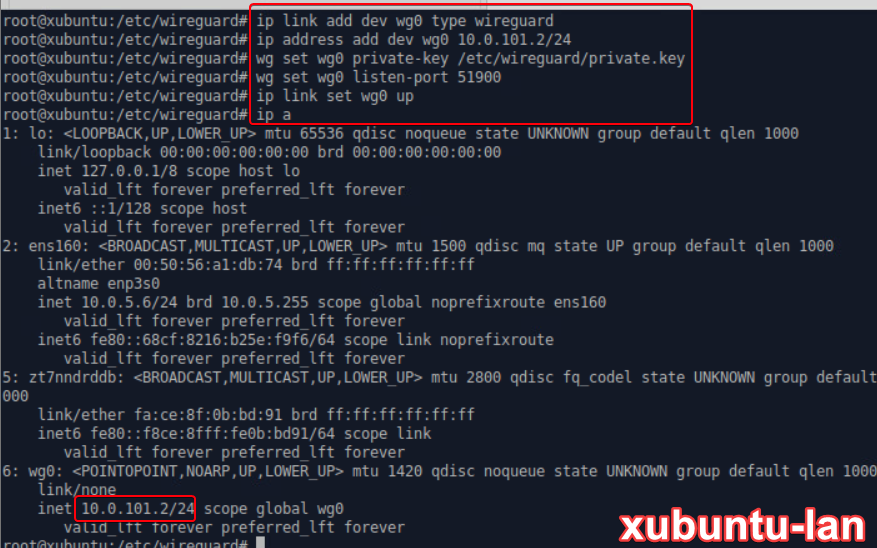 root@xubuntu:/etc/wireguard# ip link add dev wg0 type wireguard
root@xubuntu:/etc/wireguard# ip address add dev wg0 10.0.101.2/24
root@xubuntu:/etc/wireguard# wg set wg0 private-key /etc/wireguard/private.key
root@xubuntu:/etc/wireguard# wg set wg0 listen-port 51900
root@xubuntu:/etc/wireguard# ip link set wg0 up
root@xubuntu:/etc/wireguard# ip a
1: lo: <LOOPBACK,UP,LOWER_UP> mtu 65536 qdisc noqueue state UNKNOWN group default qlen 1000
    link/loopback 00:00:00:00:00:00 brd 00:00:00:00:00:00
    inet 127.0.0.1/8 scope host lo
       valid_lft forever preferred_lft forever
    inet6 ::1/128 scope host
       valid_lft forever preferred_lft forever
2: ens160: <BROADCAST,MULTICAST,UP,LOWER_UP> mtu 1500 qdisc mq state UP group default qlen 1000
    link/ether 00:50:56:a1:db:74 brd ff:ff:ff:ff:ff:ff
    altname enp3s0
    inet 10.0.5.6/24 brd 10.0.5.255 scope global noprefixroute ens160
       valid_lft forever preferred_lft forever
    inet6 fe80::68cf:8216:b25e:f9f6/64 scope link noprefixroute
       valid_lft forever preferred_lft forever
5: zt7nndrddb: <BROADCAST,MULTICAST,UP,LOWER_UP> mtu 2800 qdisc fq_codel state UNKNOWN group default
000
    link/ether fa:ce:8f:0b:bd:91 brd ff:ff:ff:ff:ff:ff
    inet6 fe80::f8ce:8fff:fe0b:bd91/64 scope link
       valid_lft forever preferred_lft forever
6: wg0: <POINTOPOINT,NOARP,UP,LOWER_UP> mtu 1420 qdisc noqueue state UNKNOWN group default qlen 1000
    link/none
    inet 10.0.101.2/24 scope global wg0
       valid_lft forever preferred_lft forever
root@xubuntu:/etc/wireguard#
xubuntu-lan